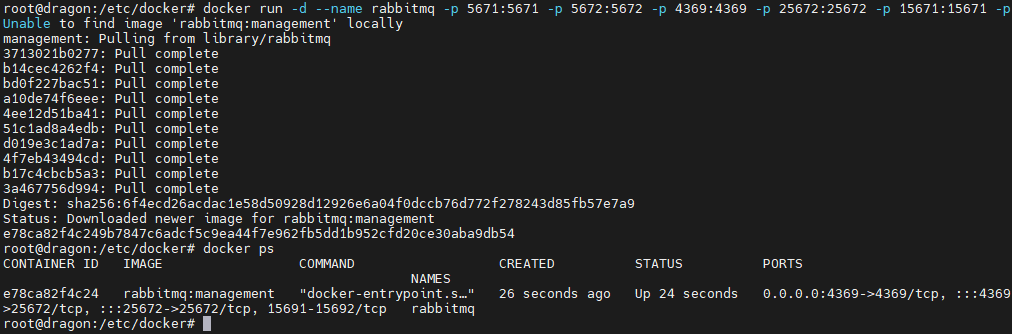 root@dragon:/etc/docker# docker run -d --name rabbitmq -p 5671:5671 -p 5672:5672 -p 4369:4369 -p 25672:25672 -p 15671:15671 -p
Unable to find image 'rabbitmq:management' locally
management: Pulling from library/rabbitmq
3713021b0277: Pull complete
b14cec4262f4: Pull complete
bd0f227bac51: Pull complete
a10de74f6eee: Pull complete
4ee12d51ba41: Pull complete
51c1ad8a4edb: Pull complete
d019e3c1ad7a: Pull complete
4f7eb43494cd: Pull complete
b17c4cbcb5a3: Pull complete
3a467756d994: Pull complete
Digest: sha256:6f4ecd26acdac1e58d50928d12926e6a04f0dccb76d772f278243d85fb57e7a9
Status: Downloaded newer image for rabbitmq:management
e78ca82f4c249b7847c6adcf5c9ea44f7e962fb5dd1b952cfd20ce30aba9db54
root@dragon:/etc/docker# docker ps
CONTAINER ID   IMAGE                 COMMAND                  CREATED          STATUS          PORTS
NAMES
e78ca82f4c24   rabbitmq:management   "docker-entrypoint.s…"   26 seconds ago   Up 24 seconds   0.0.0.0:4369->4369/tcp, :::4369
>25672/tcp, :::25672->25672/tcp, 15691-15692/tcp   rabbitmq
root@dragon:/etc/docker#